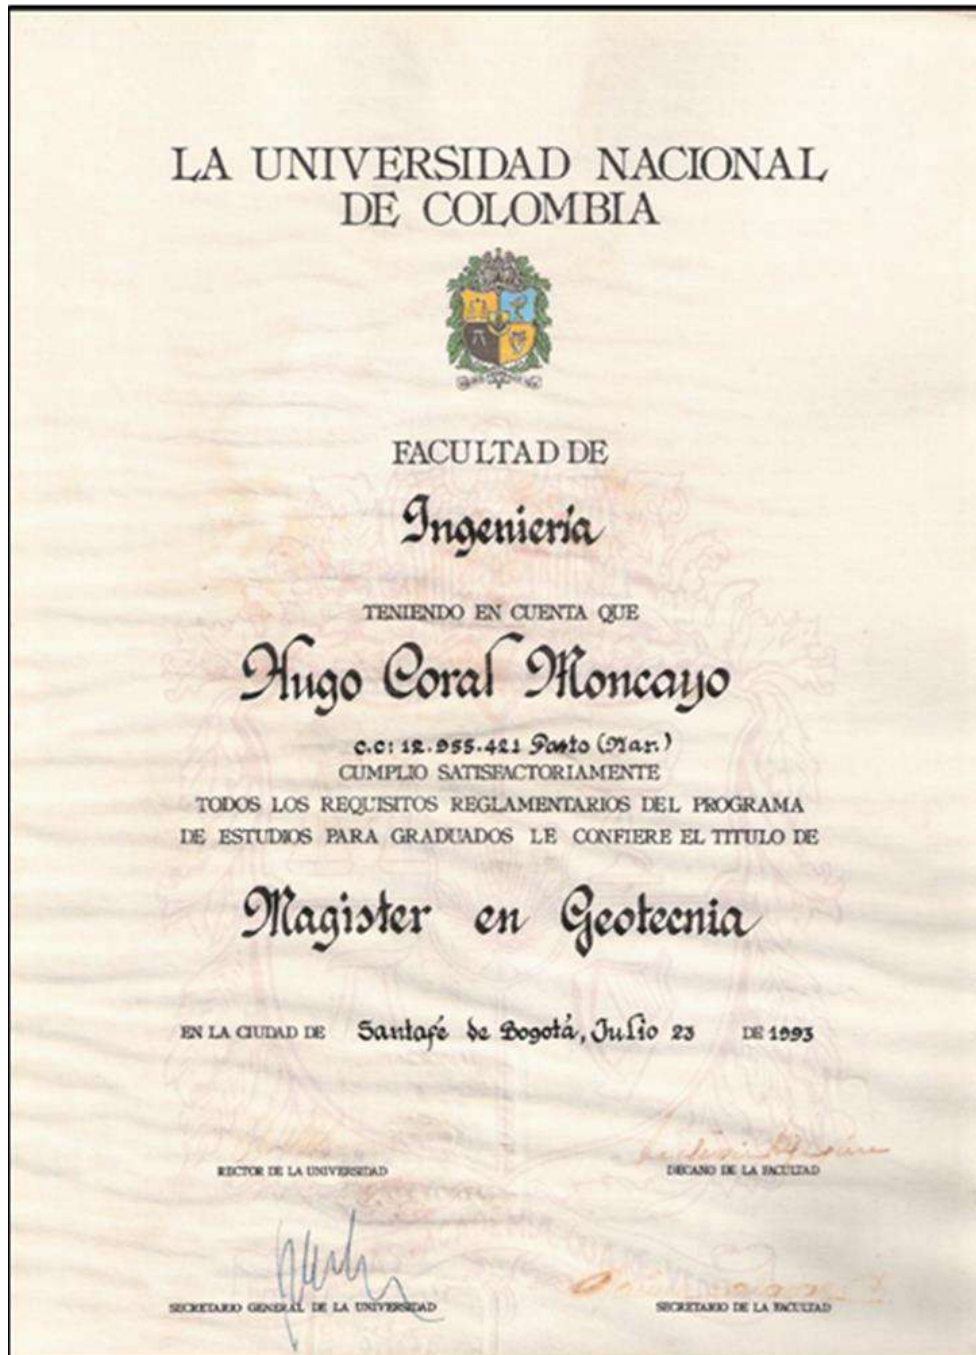 LA UNIVERSIDAD NACIONAL
DE COLOMBIA
FACULTAD DE
Ingeniería
TENIENDO EN CUENTA QUE
Hugo Coral Moncayo
C.C: 12.955.421 Pasto (Nar.)
CUMPLIO SATISFACTORIAMENTE
TODOS LOS REQUISITOS REGLAMENTARIOS DEL PROGRAMA
DE ESTUDIOS PARA GRADUADOS LE CONFIERE EL TITULO DE
Magister en Geotecnia
EN LA CIUDAD DE Santafé de Bogotá, Julio 23 DE 1993
RECTOR DE LA UNIVERSIDAD DECANO DE LA FACULTAD
SECRETARIO GENERAL DE LA UNIVERSIDAD SECRETARIO DE LA FACULTAD